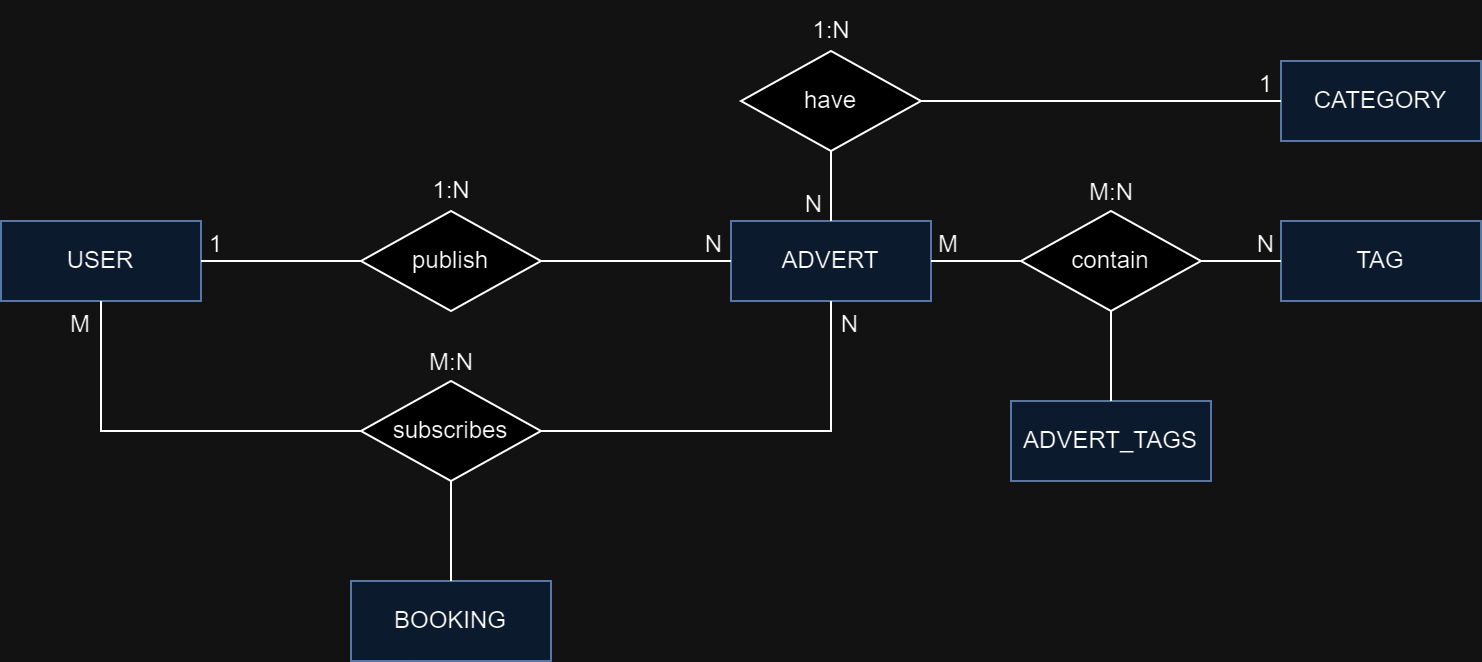 1:N
have
1
CATEGORY
1:N
M:N
N
USER
1
publish
N
ADVERT
M
contain
N
TAG
M
N
M:N
subscribes
ADVERT_TAGS
BOOKING